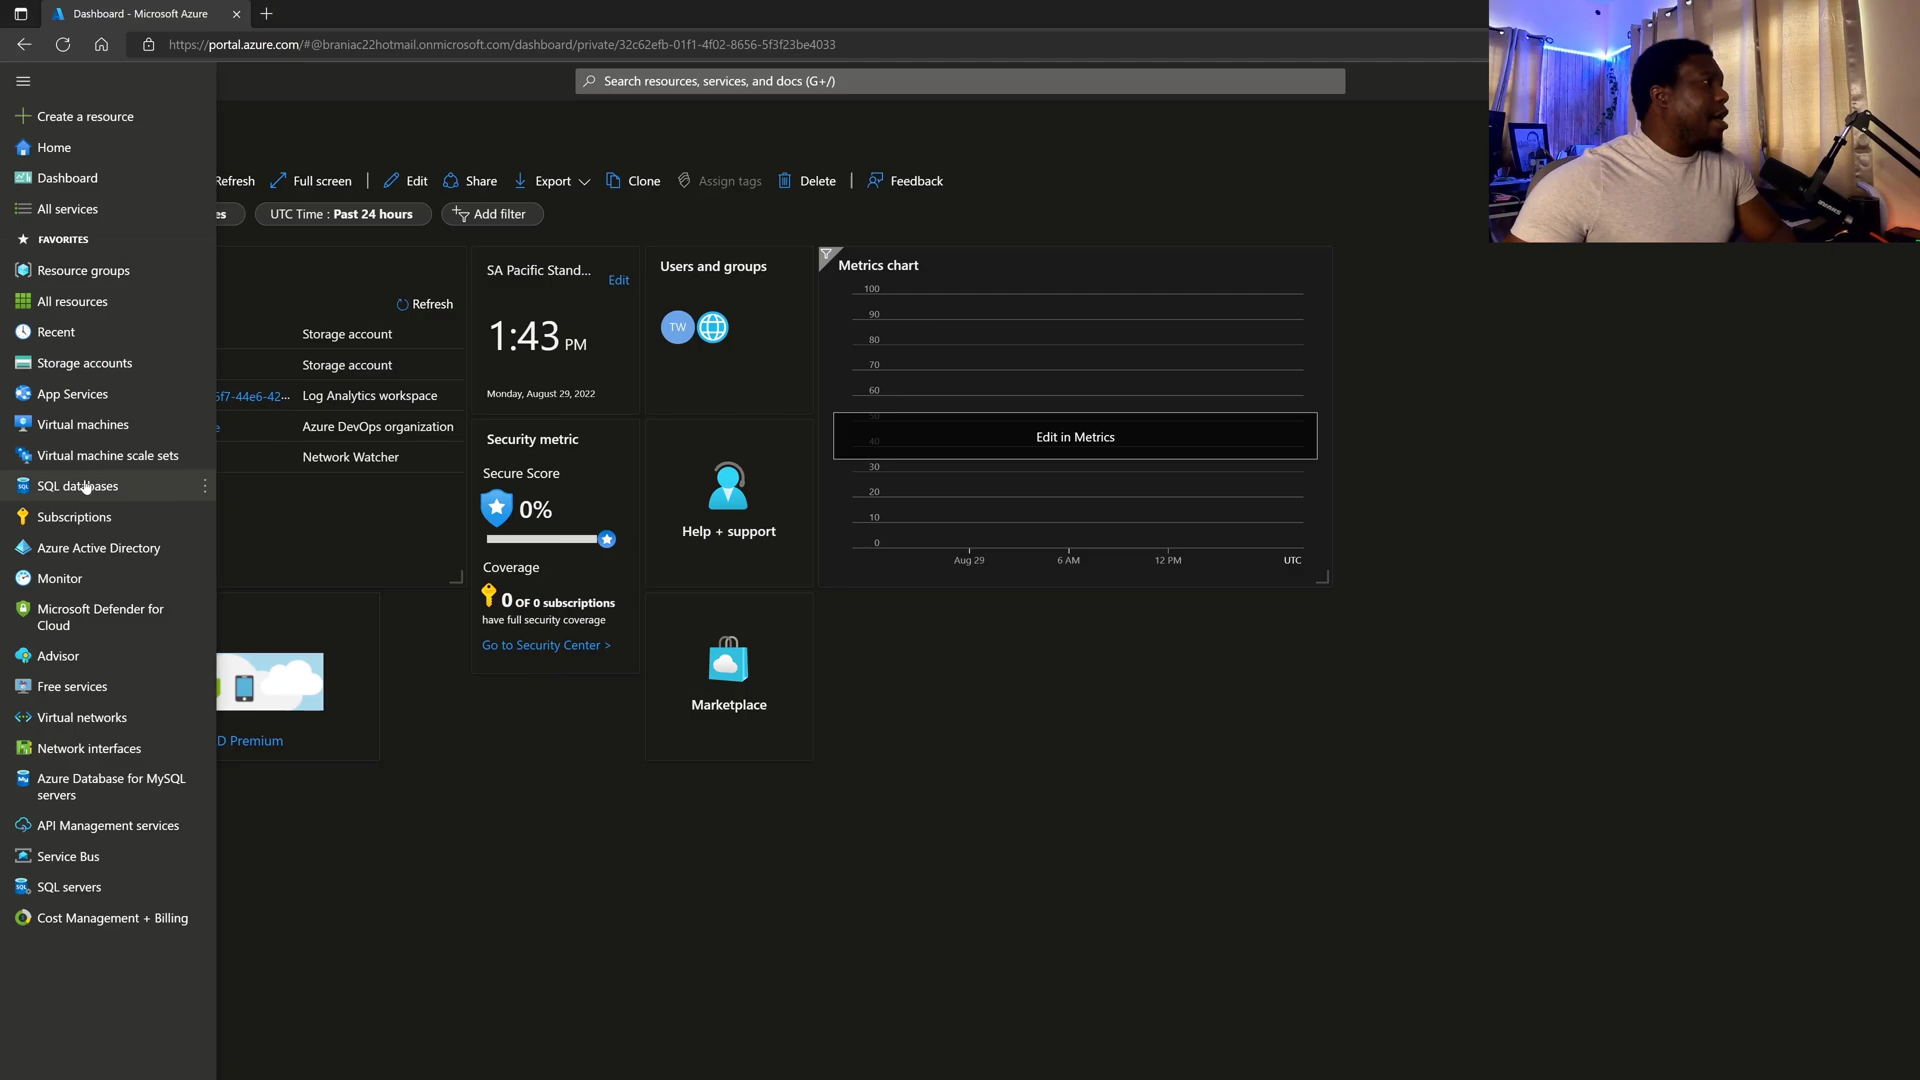 Dashboard - Microsoft Azure
https://portal.azure.com/#@braniac22hotmail.onmicrosoft.com/dashboard/private/32c62efb-01f1-4f02-8656-5f3f23be4033
Search resources, services, and docs (G+/)
Create a resource
Home
Dashboard
All services
FAVORITES
Resource groups
All resources
Recent
Storage accounts
App Services
Virtual machines
Virtual machine scale sets
SQL databases
Subscriptions
Azure Active Directory
Monitor
Microsoft Defender for
Cloud
Advisor
Free services
Virtual networks
Network interfaces
Azure Database for MySQL
servers
API Management services
Service Bus
SQL servers
Cost Management + Billing
Refresh Full screen Edit Share Export Clone Assign tags Delete Feedback
es UTC Time : Past 24 hours Add filter
Refresh
Storage account
Storage account
5f7-44e6-42... Log Analytics workspace
e Azure DevOps organization
Network Watcher
D Premium
SA Pacific Stand... Edit
1:43 PM
Monday, August 29, 2022
Security metric
Secure Score
0%
Coverage
0 OF 0 subscriptions
have full security coverage
Go to Security Center >
Users and groups
TW
Help + support
Marketplace
Metrics chart
100
90
80
70
60
50
Edit in Metrics
40
30
20
10
0
Aug 29 6 AM 12 PM UTC